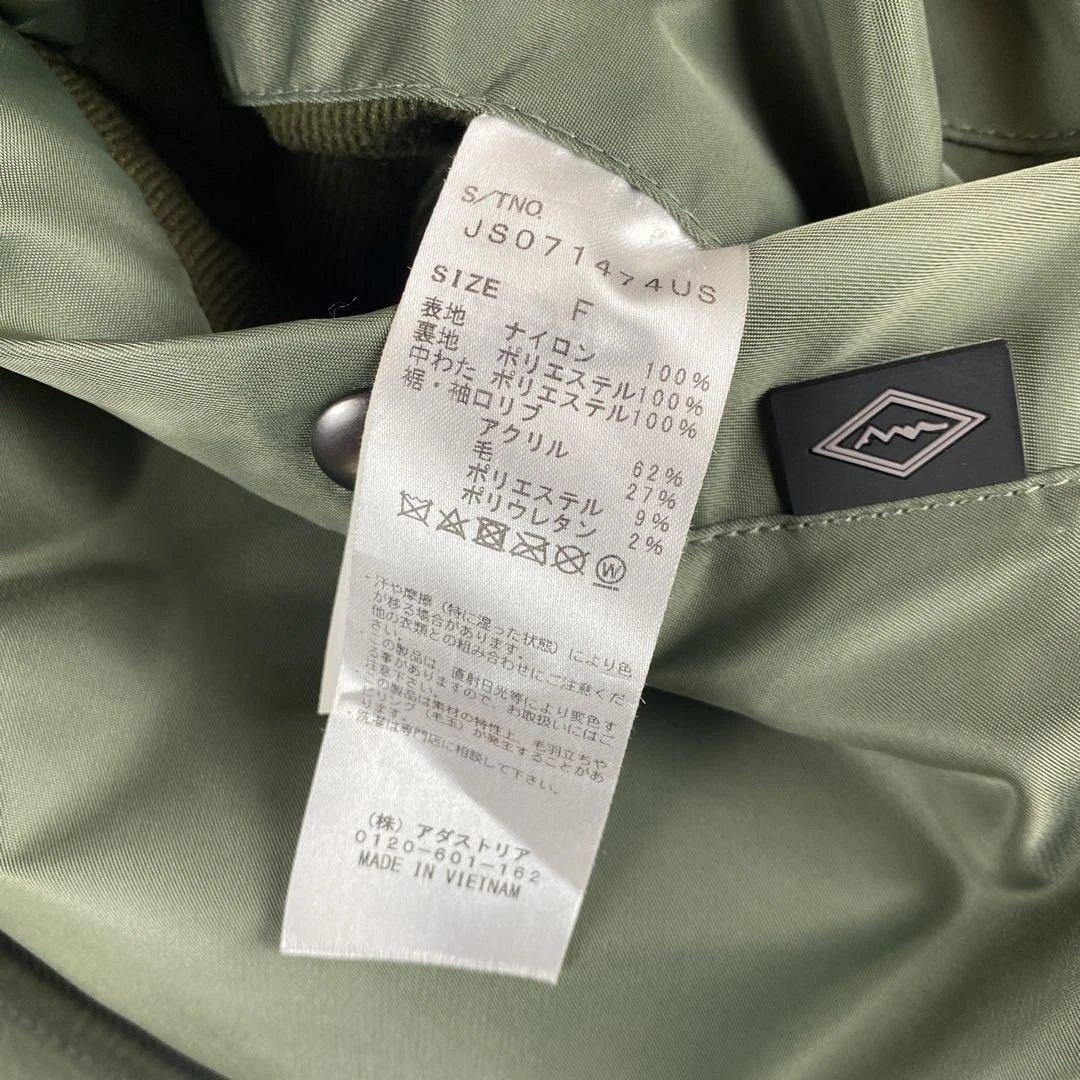 S/TNO.
JS071474US
SIZE F
表地 ナイロン 100%
裏地 ポリエステル100%
中わた ポリエステル100%
裾・袖口リブ
アクリル 62%
毛 27%
ポリエステル 9%
ポリウレタン 2%
W
・汗や摩擦(特に湿った状態)により色
が移る場合があります。
他の衣類との組み合わせにご注意くだ
さい。
・この製品は、直射日光等により変色す
る事がありますので、お取扱いにはご
注意下さい。
・この製品は素材の特性上、毛羽立ちや
ピリング(毛玉)が発生することがあ
ります。
・洗濯は専門店に相談して下さい。
(株)アダストリア
0120-601-162
MADE IN VIETNAM